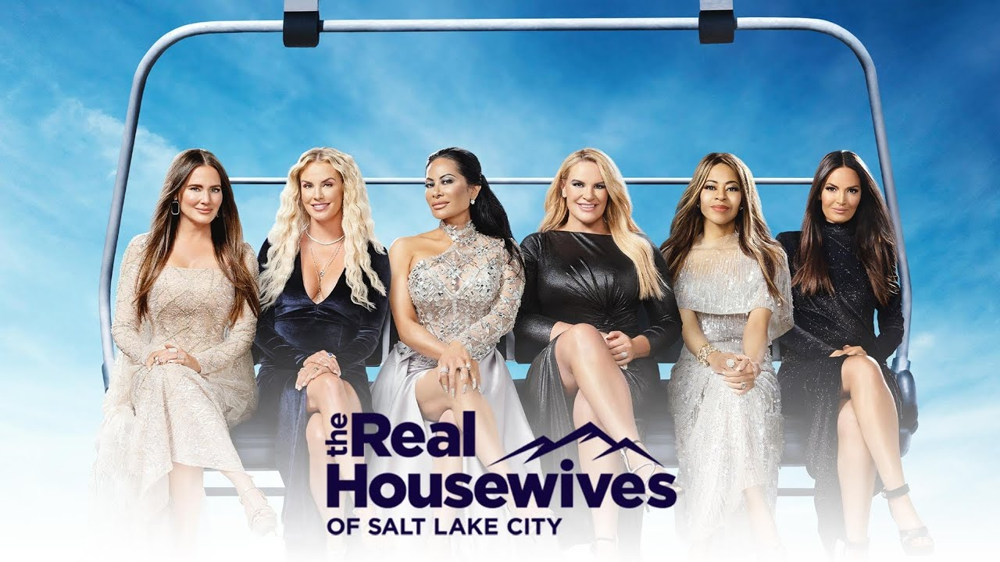 the Real
Housewives
OF SALT LAKE CITY